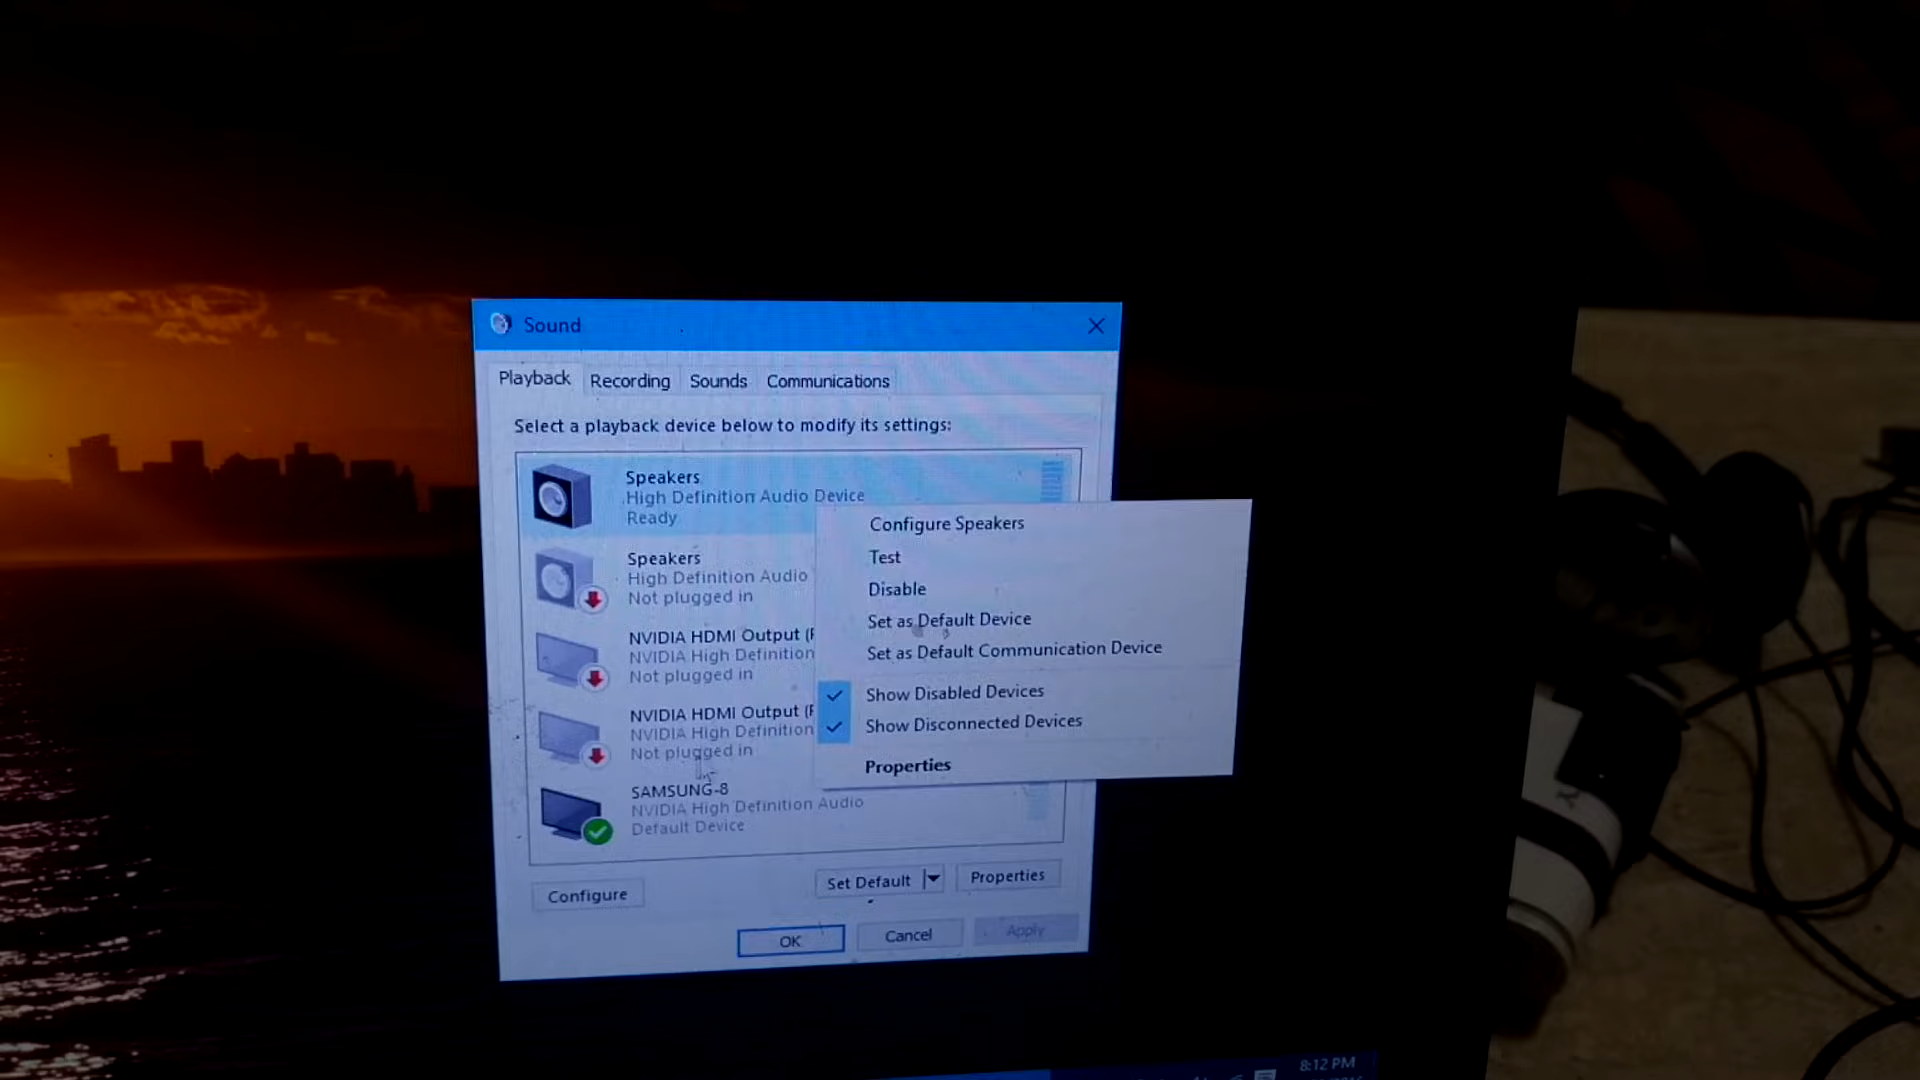 Sound
Playback
Recording
Sounds
Communications
Select a playback device below to modify its settings:
Speakers
High Definition Audio Device
Ready
Speakers
High Definition Audio
Not plugged in
NVIDIA HDMI Output (
NVIDIA High Definition
Not plugged in
NVIDIA HDMI Output (
NVIDIA High Definition
Not plugged in
SAMSUNG-8
NVIDIA High Definition Audio
Default Device
Configure Speakers
Test
Disable
Set as Default Device
Set as Default Communication Device
Show Disabled Devices
Show Disconnected Devices
Properties
Configure
Set Default
Properties
OK
Cancel
Apply
8:12 PM